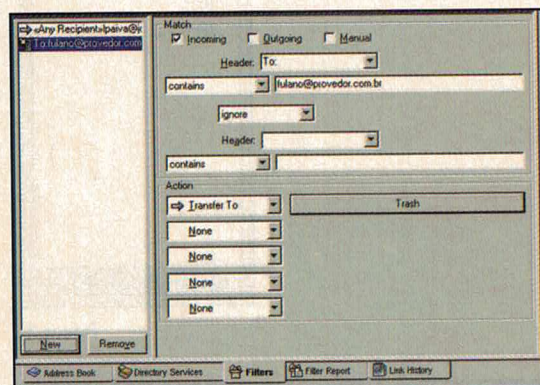 «Any Recipient»lpaiva@y
To:fulano@provedor.com
New
Remove
Match
Incoming
Outgoing
Manual
Header:
To:
contains
fulano@provedor.com.br
ignore
Header:
contains
Action
Transfer To
Trash
None
None
None
None
Address Book
Directory Services
Filters
Filter Report
Link History